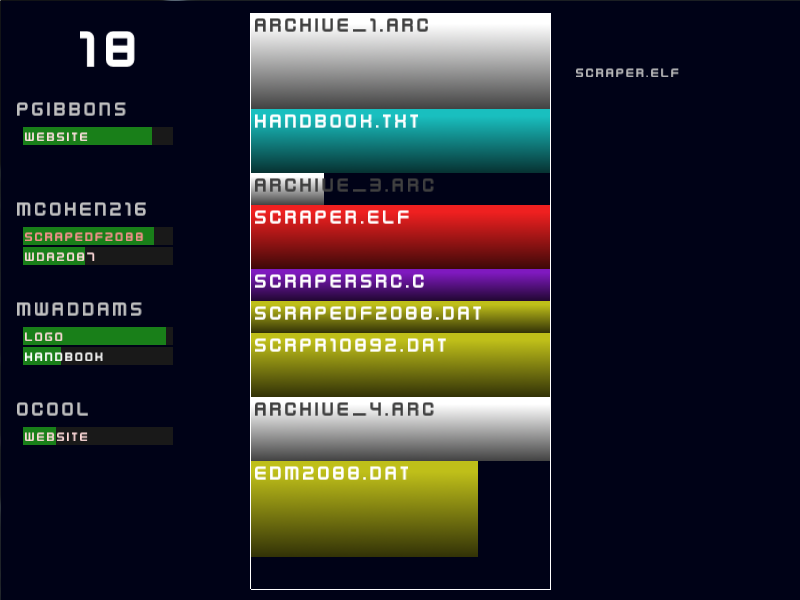 18
PGIBBONS
WEBSITE
MCOHEN216
SCRAPEDF2088
WDA2087
MWADDAMS
LOGO
HANDBOOK
OCOOL
WEBSITE
ARCHIVE_1.ARC
HANDBOOK.TXT
ARCHIVE_3.ARC
SCRAPER.ELF
SCRAPERSRC.C
SCRAPEDF2088.DAT
SCRPR10892.DAT
ARCHIVE_4.ARC
EDM2088.DAT
SCRAPER.ELF